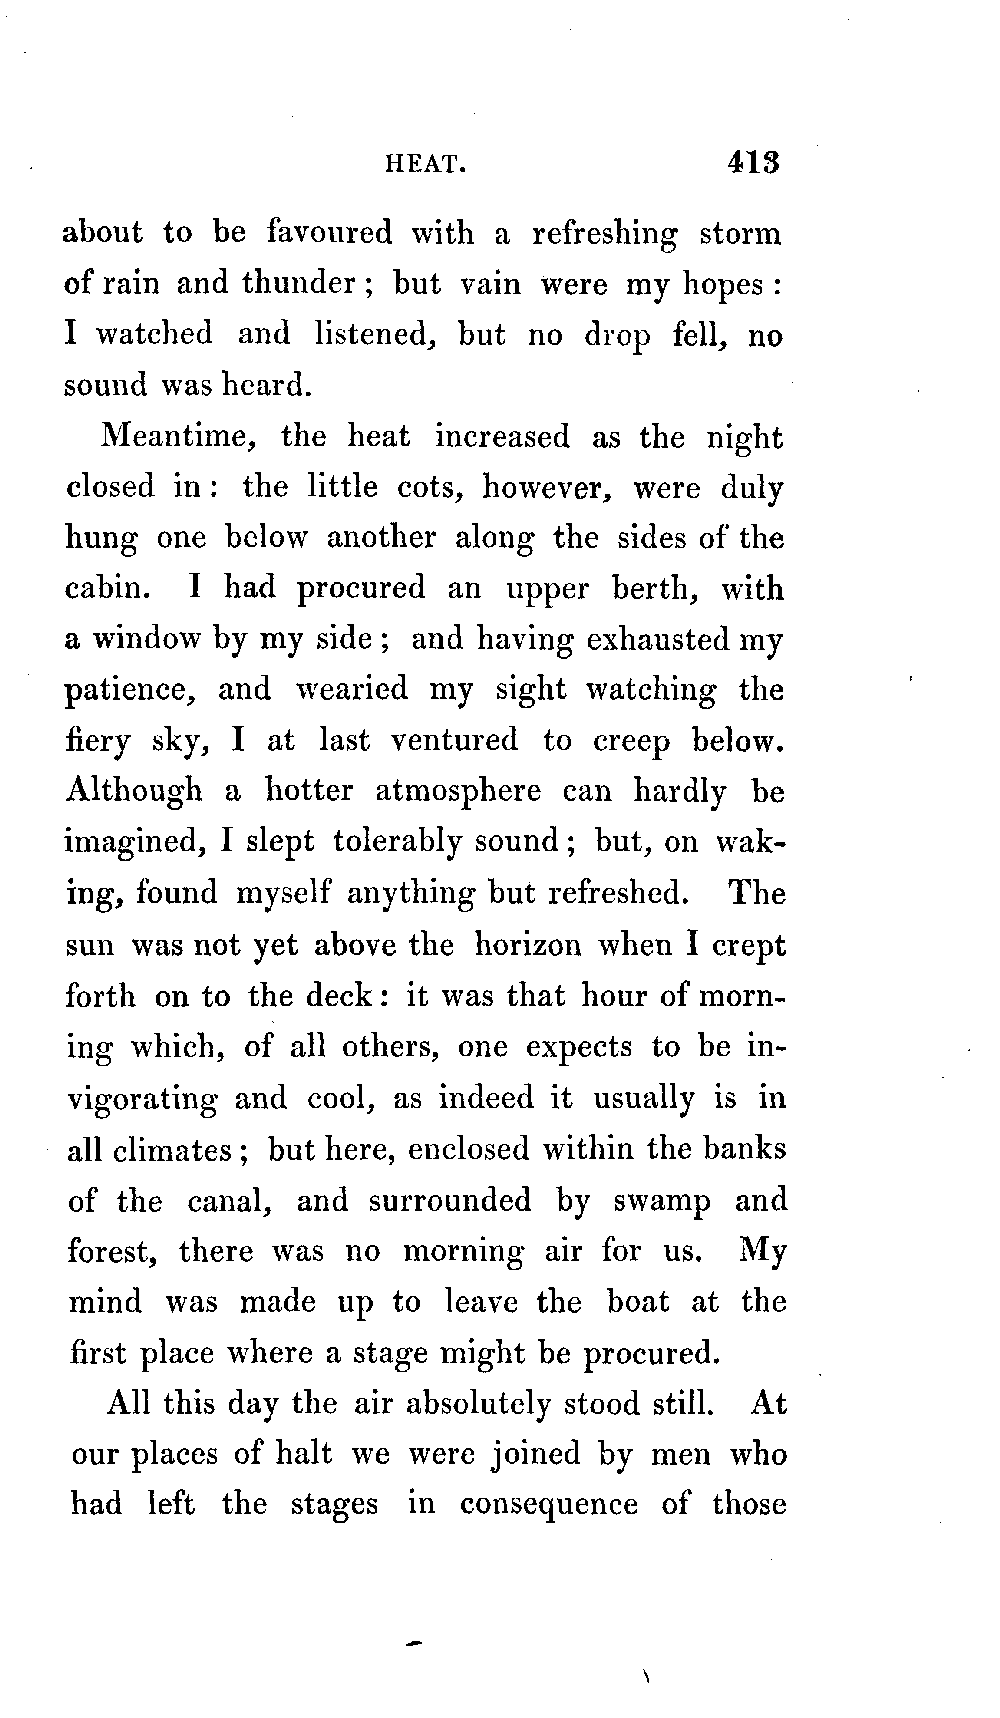 HEAT. 413
about to be favoured with a refreshing storm
of rain and thunder; but vain were my hopes:
I watched and listened, but no drop fell, no
sound was heard.
Meantime, the heat increased as the night
closed in: the little cots, however, were duly
hung one below another along the sides of the
cabin. I had procured an upper berth, with
a window by my side; and having exhausted my
patience, and wearied my sight watching the
fiery sky, I at last ventured to creep below.
Although a hotter atmosphere can hardly be
imagined, I slept tolerably sound; but, on wak-
ing, found myself anything but refreshed. The
sun was not yet above the horizon when I crept
forth on to the deck: it was that hour of morn-
ing which, of all others, one expects to be in-
vigorating and cool, as indeed it usually is in
all climates; but here, enclosed within the banks
of the canal, and surrounded by swamp and
forest, there was no morning air for us. My
mind was made up to leave the boat at the
first place where a stage might be procured.
All this day the air absolutely stood still. At
our places of halt we were joined by men who
had left the stages in consequence of those